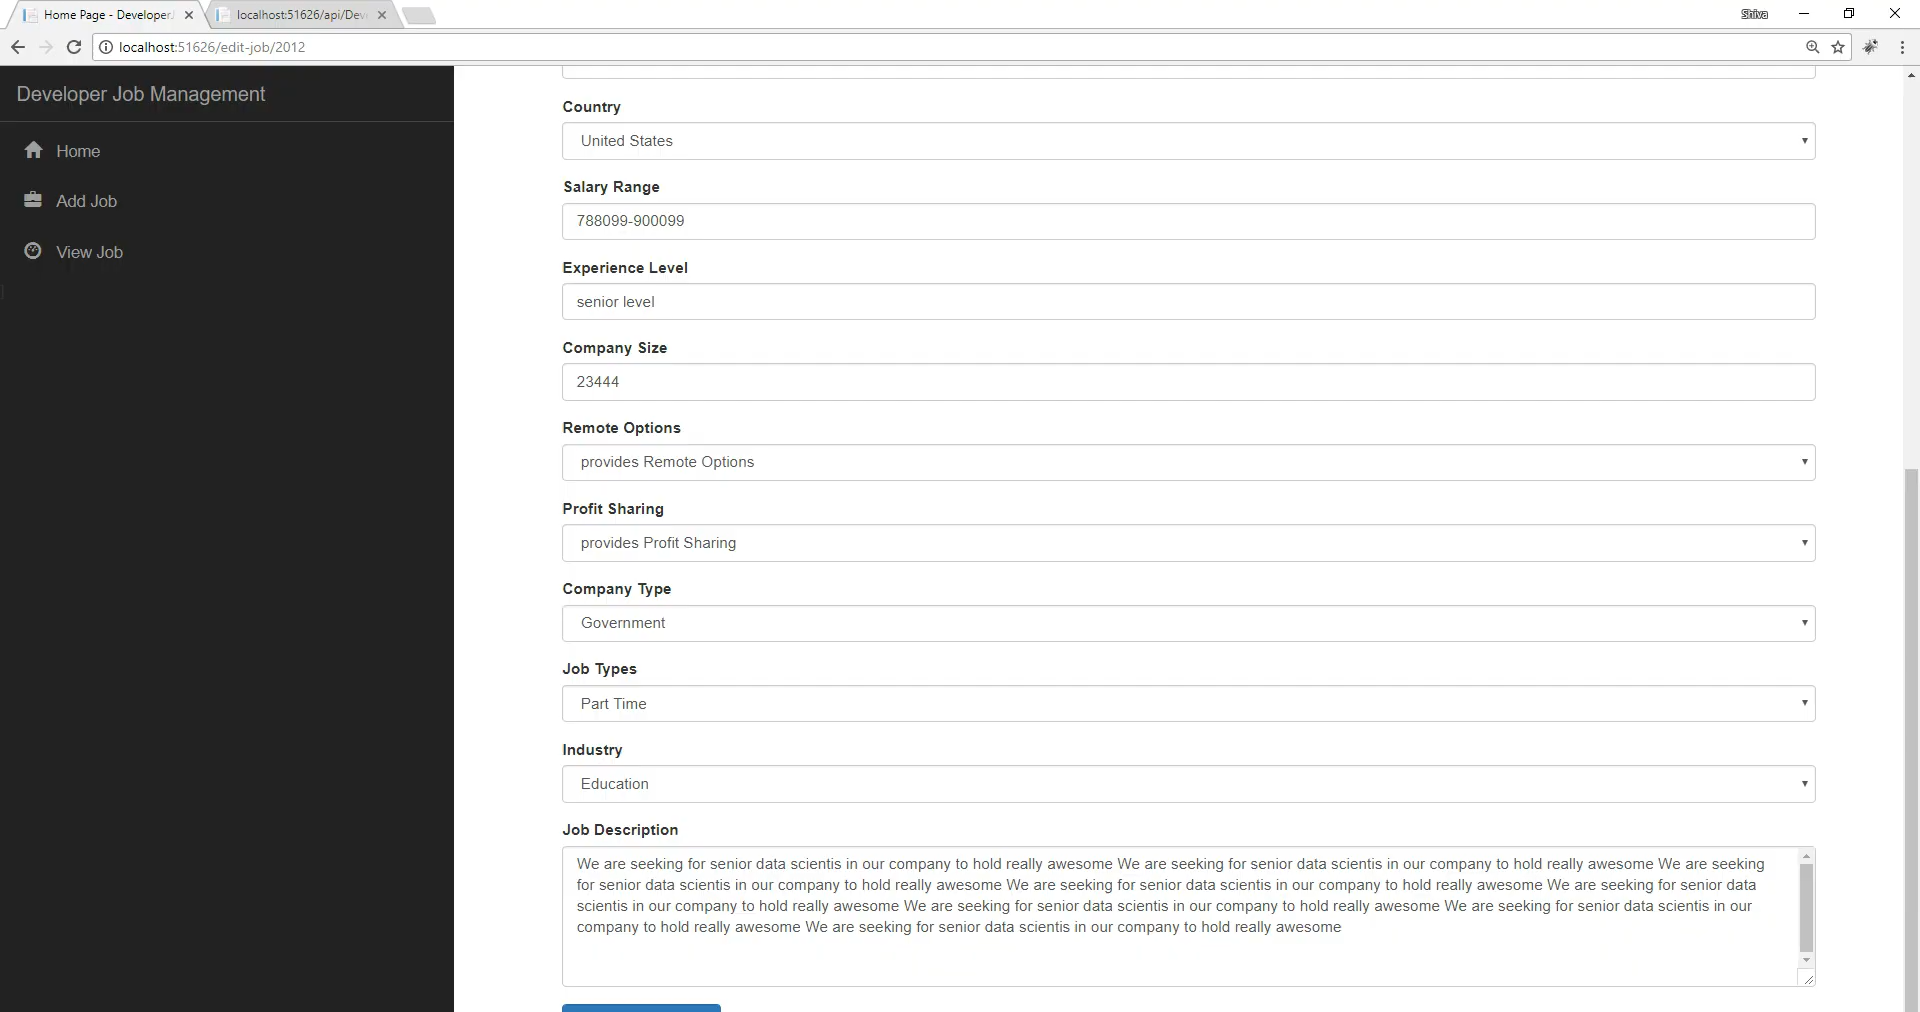 Home Page - Developer
localhost:51626/api/Dev
Shiva
localhost:51626/edit-job/2012
Developer Job Management
Home
Add Job
View Job
Country
United States
Salary Range
788099-900099
Experience Level
senior level
Company Size
23444
Remote Options
provides Remote Options
Profit Sharing
provides Profit Sharing
Company Type
Government
Job Types
Part Time
Industry
Education
Job Description
We are seeking for senior data scientis in our company to hold really awesome We are seeking for senior data scientis in our company to hold really awesome We are seeking
for senior data scientis in our company to hold really awesome We are seeking for senior data scientis in our company to hold really awesome We are seeking for senior data
scientis in our company to hold really awesome We are seeking for senior data scientis in our company to hold really awesome We are seeking for senior data scientis in our
company to hold really awesome We are seeking for senior data scientis in our company to hold really awesome